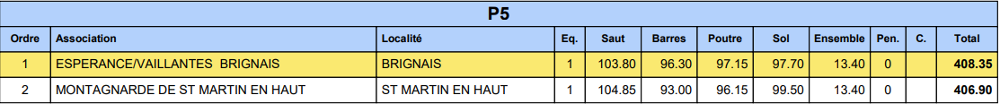 P5
Ordre Association Localité Eq. Saut Barres Poutre Sol Ensemble Pen. C. Total
1 ESPERANCE/VAILLANTES BRIGNAIS BRIGNAIS 1 103.80 96.30 97.15 97.70 13.40 0 408.35
2 MONTAGNARDE DE ST MARTIN EN HAUT ST MARTIN EN HAUT 1 104.85 93.00 96.15 99.50 13.40 0 406.90